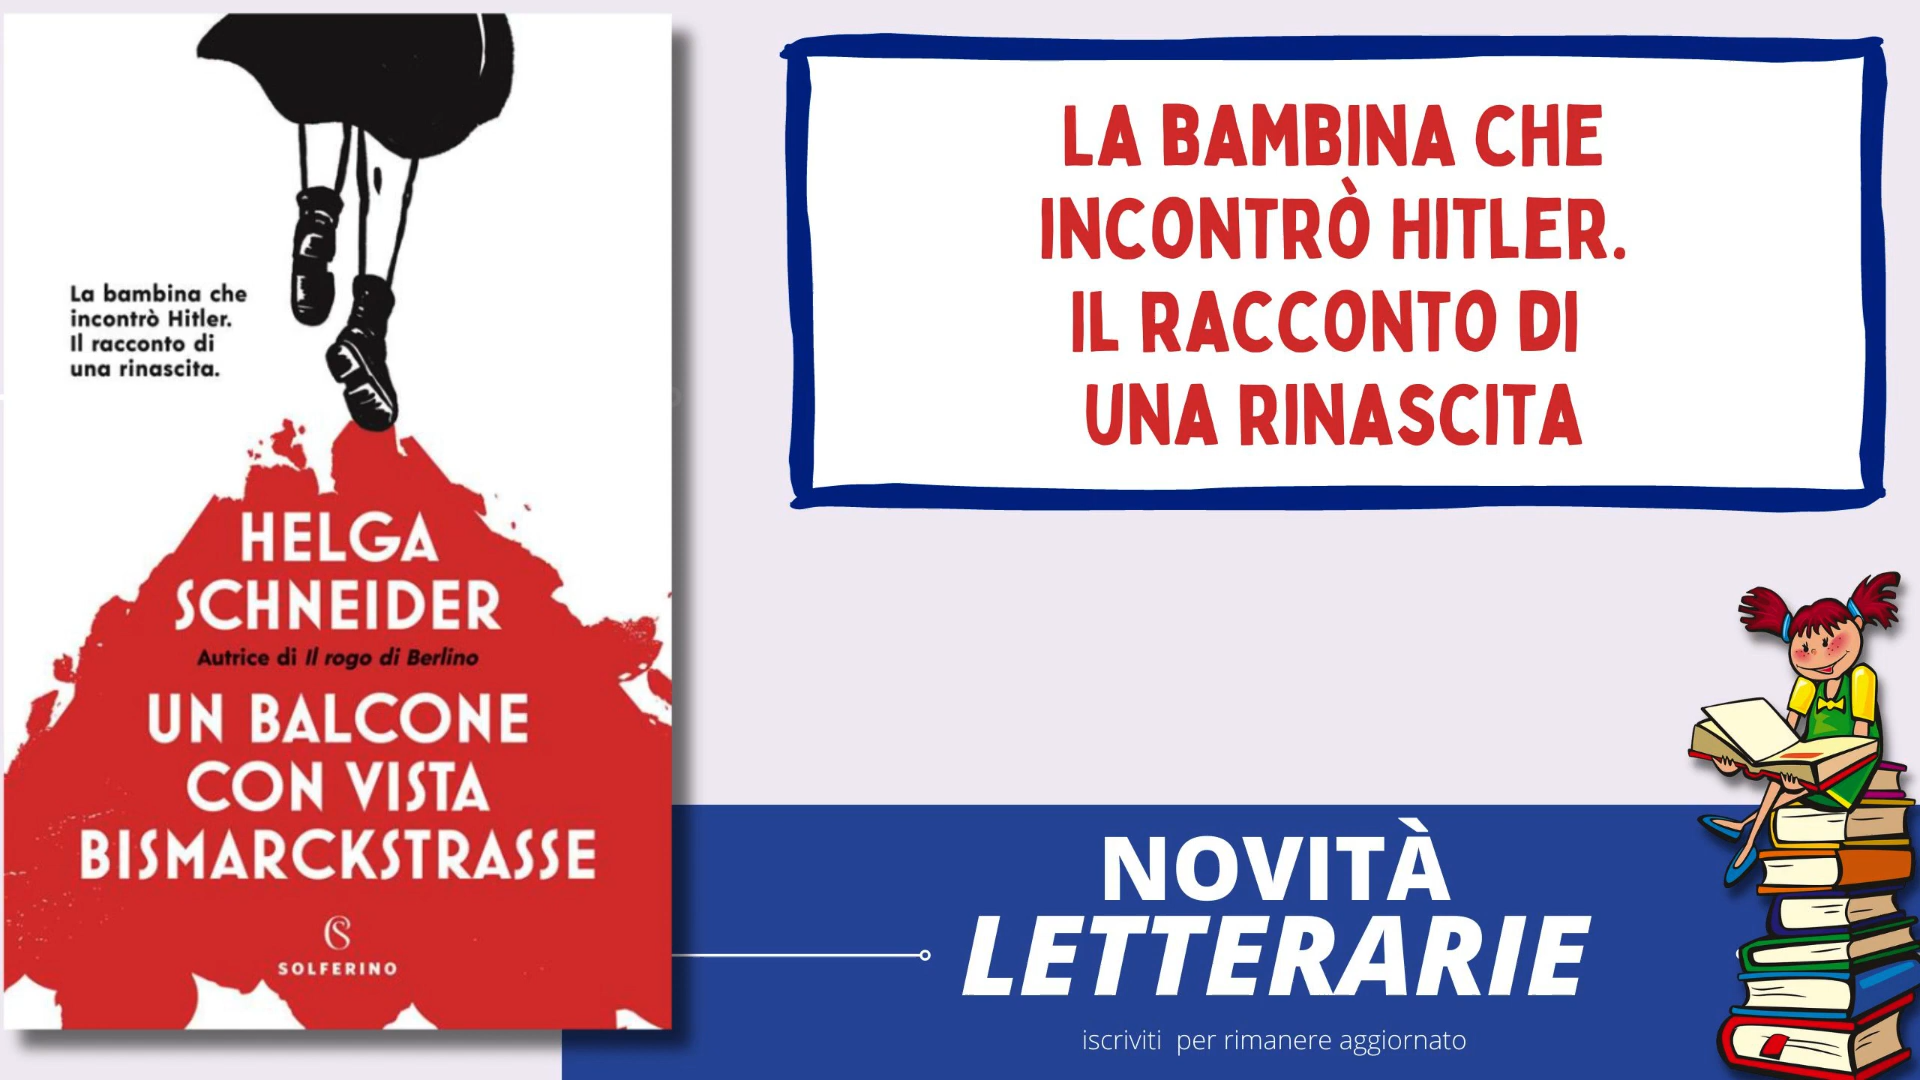 La bambina che
incontrò Hitler.
Il racconto di
una rinascita.
HELGA
SCHNEIDER
Autrice di Il rogo di Berlino
UN BALCONE
CON VISTA
BISMARCKSTRASSE
SOLFERINO
LA BAMBINA CHE
INCONTRÒ HITLER.
IL RACCONTO DI
UNA RINASCITA
NOVITÀ
LETTERARIE
iscriviti per rimanere aggiornato